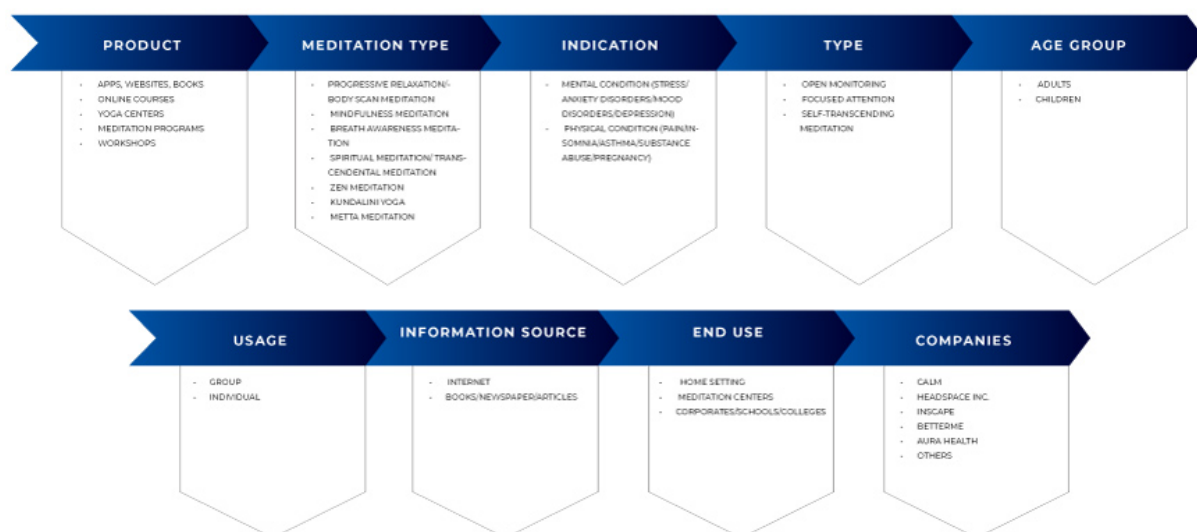 PRODUCT
APPS, WEBSITES, BOOKS
ONLINE COURSES
YOGA CENTERS
MEDITATION PROGRAMS
WORKSHOPS
MEDITATION TYPE
PROGRESSIVE RELAXATION/-
BODY SCAN MEDITATION
MINDFULNESS MEDITATION
BREATH AWARENESS MEDITA-
TION
SPIRITUAL MEDITATION/ TRANS-
CENDENTAL MEDITATION
ZEN MEDITATION
KUNDALINI YOGA
METTA MEDITATION
INDICATION
MENTAL CONDITION (STRESS/
ANXIETY DISORDERS/MOOD
DISORDERS/DEPRESSION)
PHYSICAL CONDITION (PAIN/IN-
SOMNIA/ASTHMA/SUBSTANCE
ABUSE/PREGNANCY)
TYPE
OPEN MONITORING
FOCUSED ATTENTION
SELF-TRANSCENDING
MEDITATION
AGE GROUP
ADULTS
CHILDREN
USAGE
GROUP
INDIVIDUAL
INFORMATION SOURCE
INTERNET
BOOKS/NEWSPAPER/ARTICLES
END USE
HOME SETTING
MEDITATION CENTERS
CORPORATES/SCHOOLS/COLLEGES
COMPANIES
CALM
HEADSPACE INC.
INSCAPE
BETTERME
AURA HEALTH
OTHERS